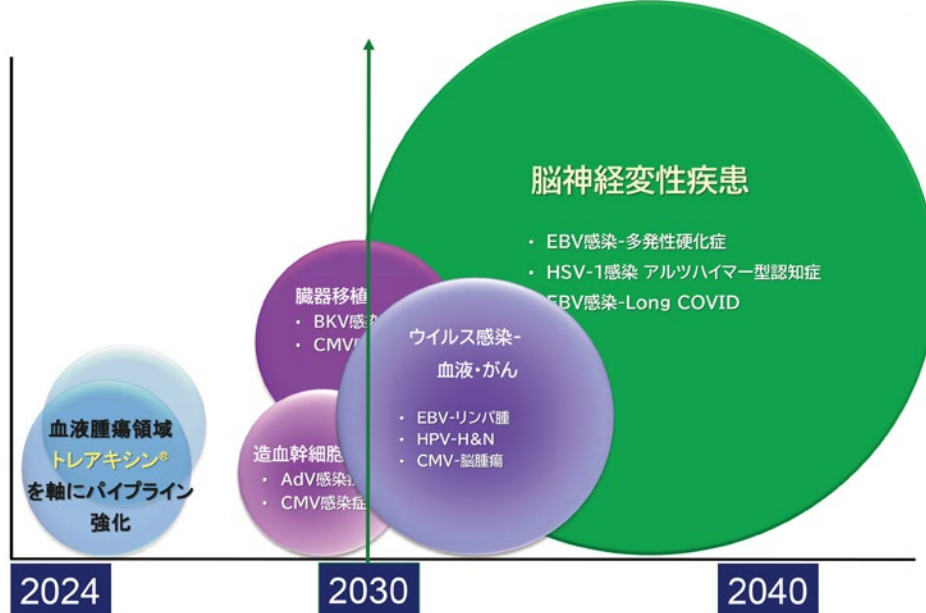 脳神経変性疾患
・ EBV感染-多発性硬化症
・ HSV-1感染 アルツハイマー型認知症
EBV感染-Long COVID
臓器移植
・ BKV感染
・ CMV
ウイルス感染-
血液・がん
・ EBV-リンパ腫
・ HPV-H&N
・ CMV-脳腫瘍
血液腫瘍領域
トレアキシン®
を軸にパイプライン
強化
造血幹細胞
・ AdV感染
・ CMV感染症
2024
2030
2040